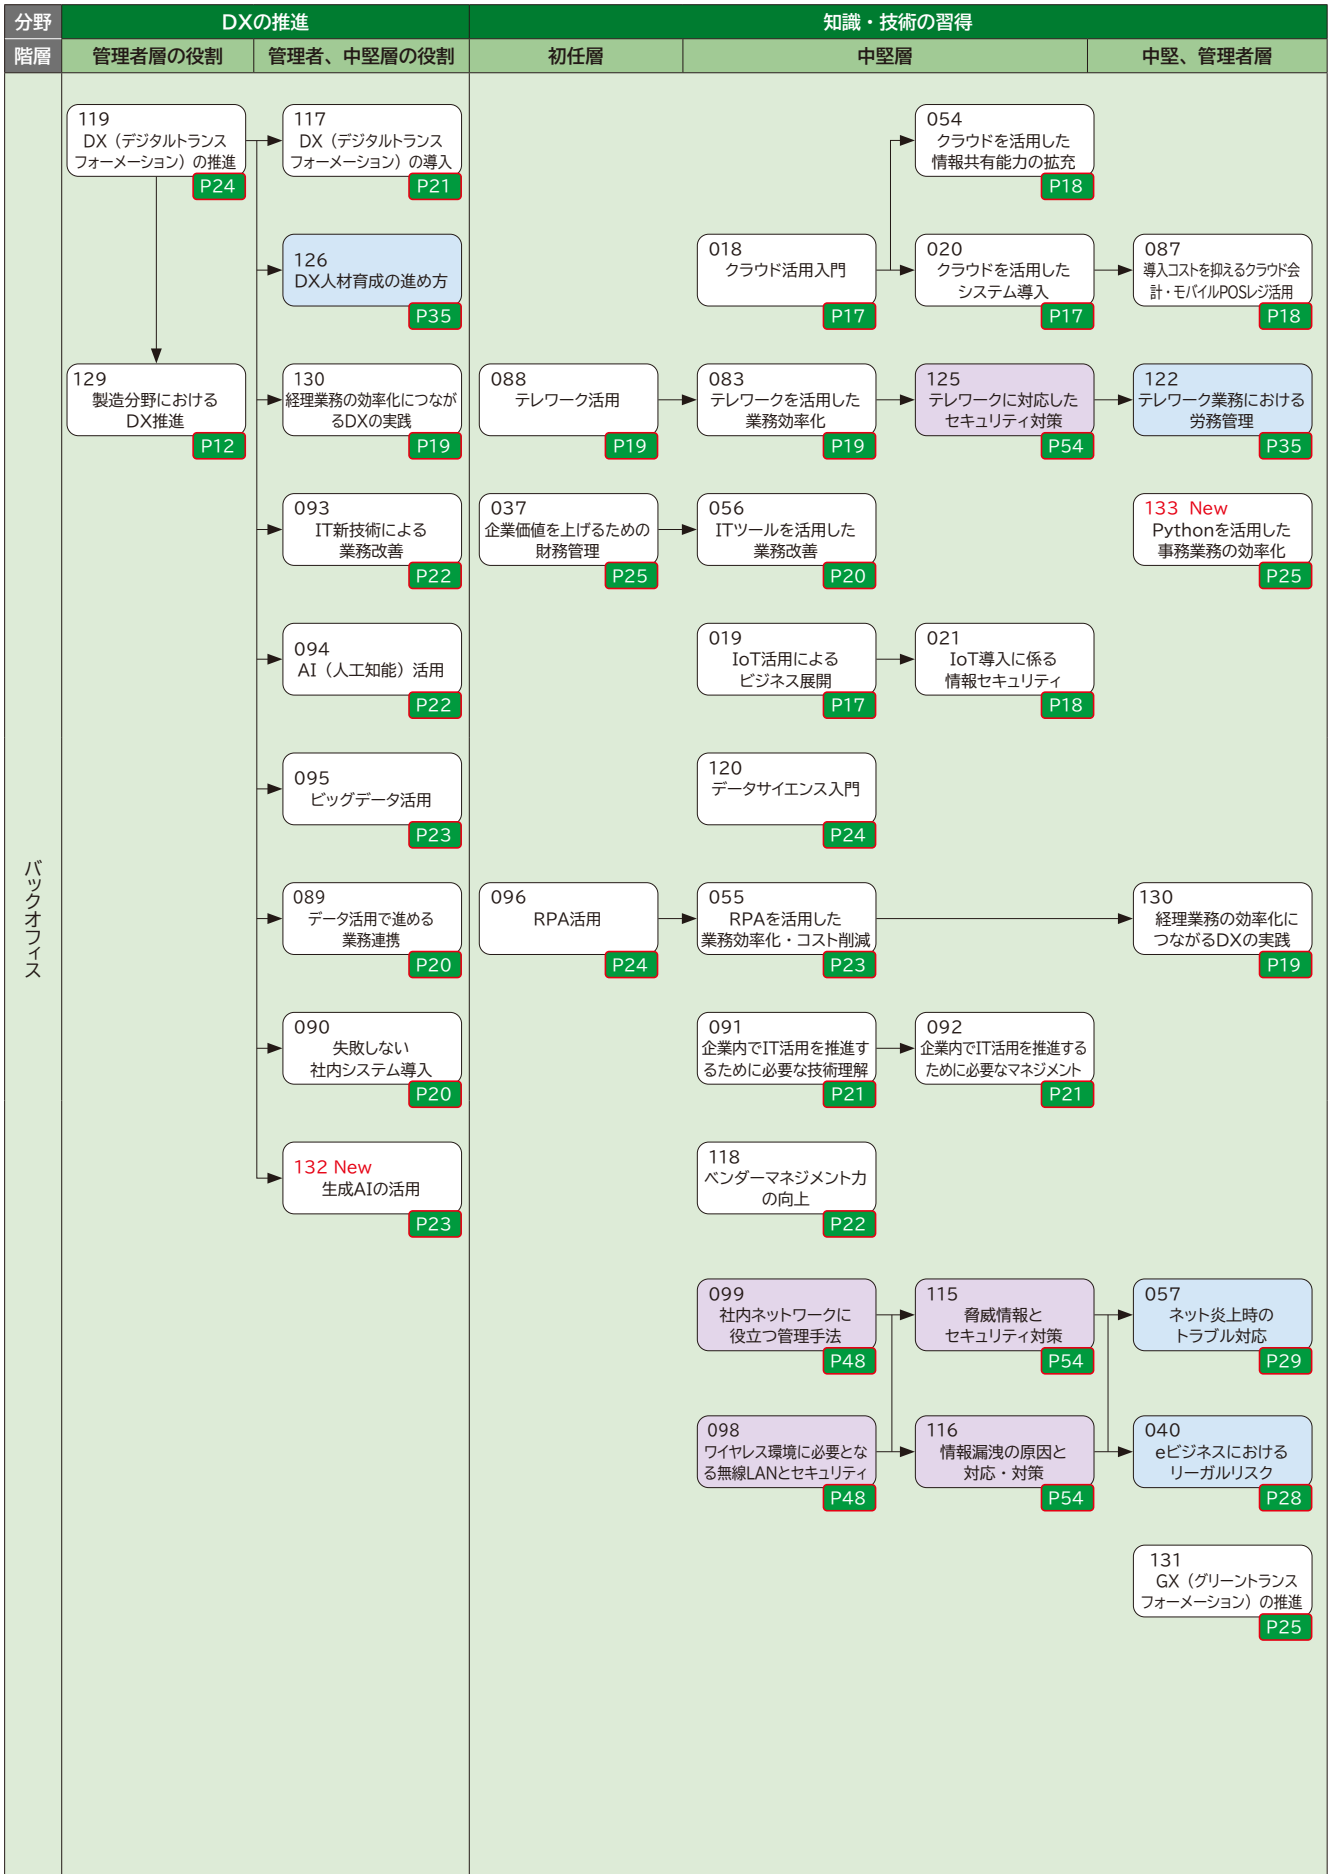 分野
DXの推進
知識・技術の習得
階層
管理者層の役割
管理者、中堅層の役割
初任層
中堅層
中堅、管理者層
バックオフィス
119
DX（デジタルトランス
フォーメーション）の推進
P24
117
DX（デジタルトランス
フォーメーション）の導入
P21
054
クラウドを活用した
情報共有能力の拡充
P18
126
DX人材育成の進め方
P35
018
クラウド活用入門
P17
020
クラウドを活用した
システム導入
P17
087
導入コストを抑えるクラウド会
計・モバイルPOSレジ活用
P18
129
製造分野における
DX推進
P12
130
経理業務の効率化につなが
るDXの実践
P19
088
テレワーク活用
P19
083
テレワークを活用した
業務効率化
P19
125
テレワークに対応した
セキュリティ対策
P54
122
テレワーク業務における
労務管理
P35
093
IT新技術による
業務改善
P22
037
企業価値を上げるための
財務管理
P25
056
ITツールを活用した
業務改善
P20
133 New
Pythonを活用した
事務業務の効率化
P25
094
AI（人工知能）活用
P22
019
IoT活用による
ビジネス展開
P17
021
IoT導入に係る
情報セキュリティ
P18
095
ビッグデータ活用
P23
120
データサイエンス入門
P24
089
データ活用で進める
業務連携
P20
096
RPA活用
P24
055
RPAを活用した
業務効率化・コスト削減
P23
130
経理業務の効率化に
つながるDXの実践
P19
090
失敗しない
社内システム導入
P20
091
企業内でIT活用を推進す
るために必要な技術理解
P21
092
企業内でIT活用を推進する
ために必要なマネジメント
P21
132 New
生成AIの活用
P23
118
ベンダーマネジメント力
の向上
P22
099
社内ネットワークに
役立つ管理手法
P48
115
脅威情報と
セキュリティ対策
P54
057
ネット炎上時の
トラブル対応
P29
098
ワイヤレス環境に必要とな
る無線LANとセキュリティ
P48
116
情報漏洩の原因と
対応・対策
P54
040
eビジネスにおける
リーガルリスク
P28
131
GX（グリーントランス
フォーメーション）の推進
P25